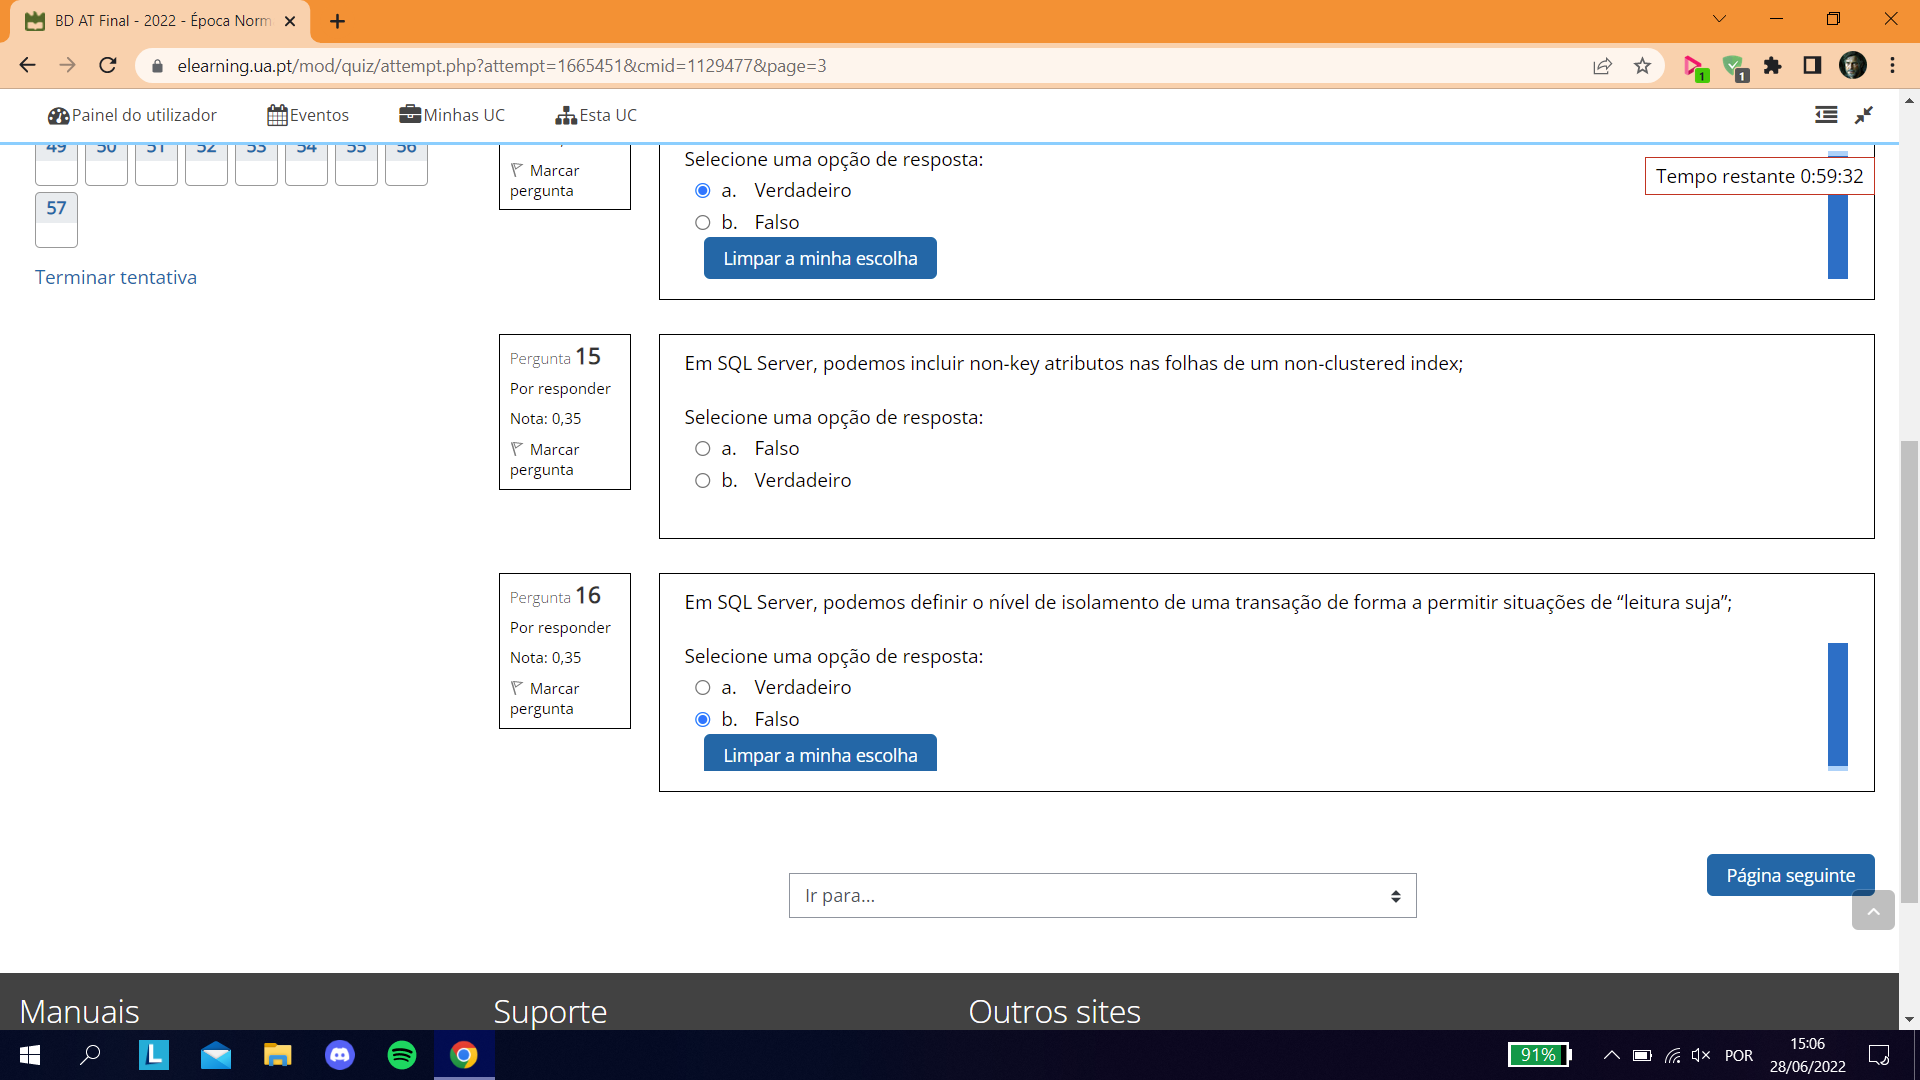 BD AT Final - 2022 - Época Norm
elearning.ua.pt/mod/quiz/attempt.php?attempt=1665451&cmid=1129477&page=3
1
1
Painel do utilizador
Eventos
Minhas UC
Esta UC
49 50 51 52 53 54 55 56
57
Terminar tentativa
Marcar
pergunta
Selecione uma opção de resposta:
a. Verdadeiro
b. Falso
Limpar a minha escolha
Tempo restante 0:59:32
Pergunta 15
Por responder
Nota: 0,35
Marcar
pergunta
Em SQL Server, podemos incluir non-key atributos nas folhas de um non-clustered index;
Selecione uma opção de resposta:
a. Falso
b. Verdadeiro
Pergunta 16
Por responder
Nota: 0,35
Marcar
pergunta
Em SQL Server, podemos definir o nível de isolamento de uma transação de forma a permitir situações de “leitura suja”;
Selecione uma opção de resposta:
a. Verdadeiro
b. Falso
Limpar a minha escolha
Ir para...
Página seguinte
Manuais
Suporte
Outros sites
L
91%
POR
15:06
28/06/2022